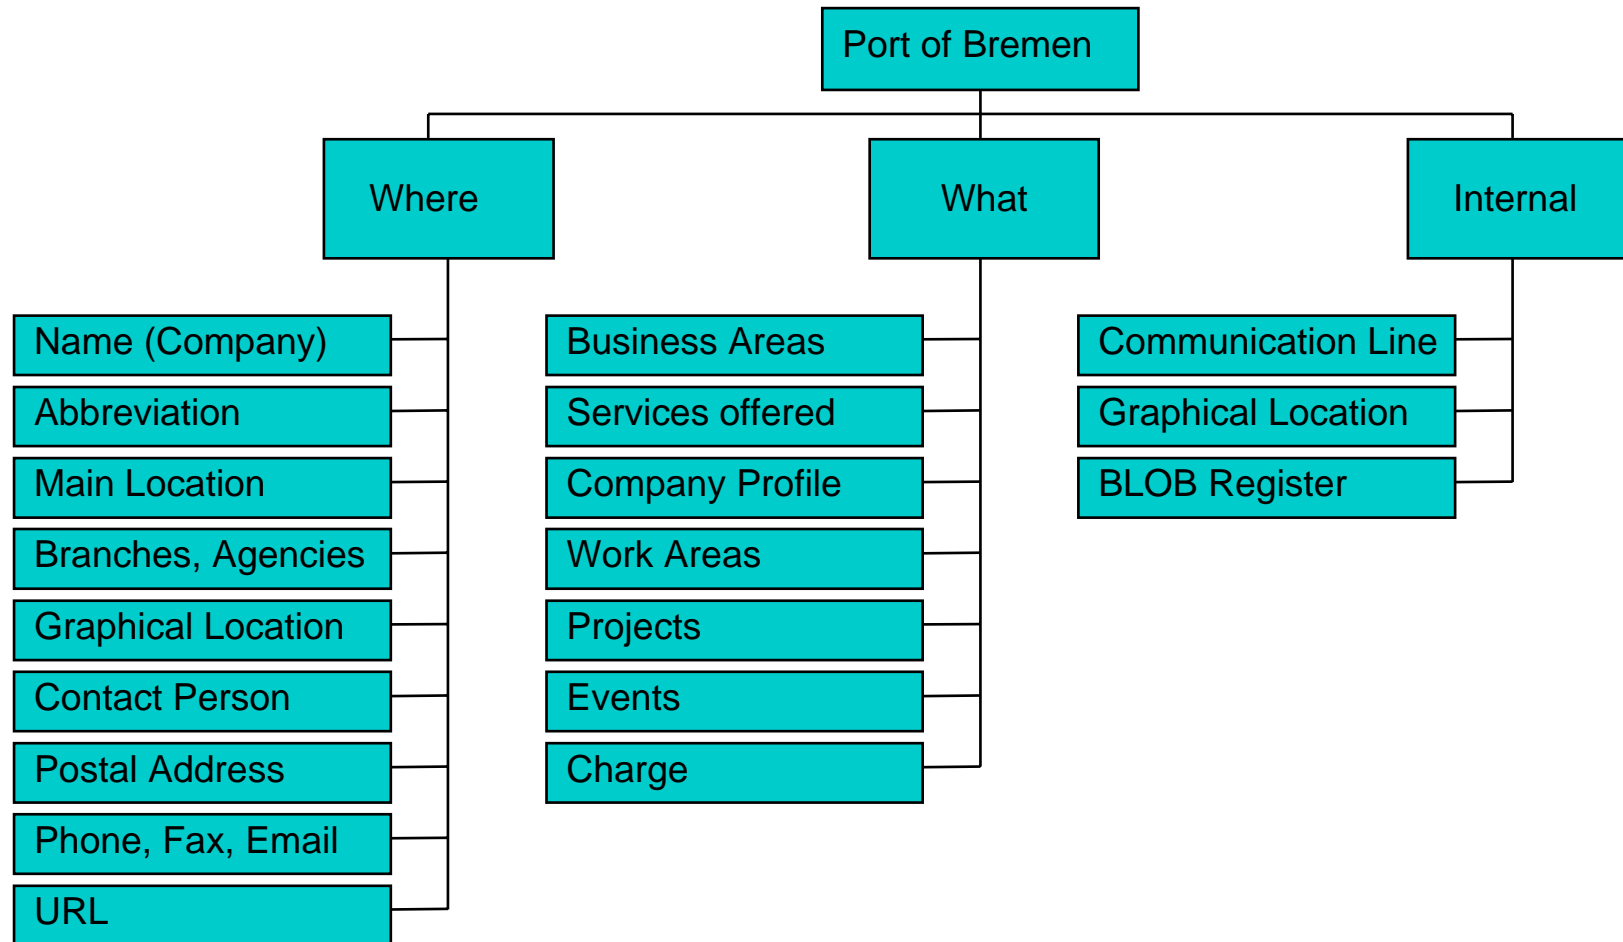 Port of Bremen
Where
What
Internal
Name (Company)
Abbreviation
Main Location
Branches, Agencies
Graphical Location
Contact Person
Postal Address
Phone, Fax, Email
URL
Business Areas
Services offered
Company Profile
Work Areas
Projects
Events
Charge
Communication Line
Graphical Location
BLOB Register